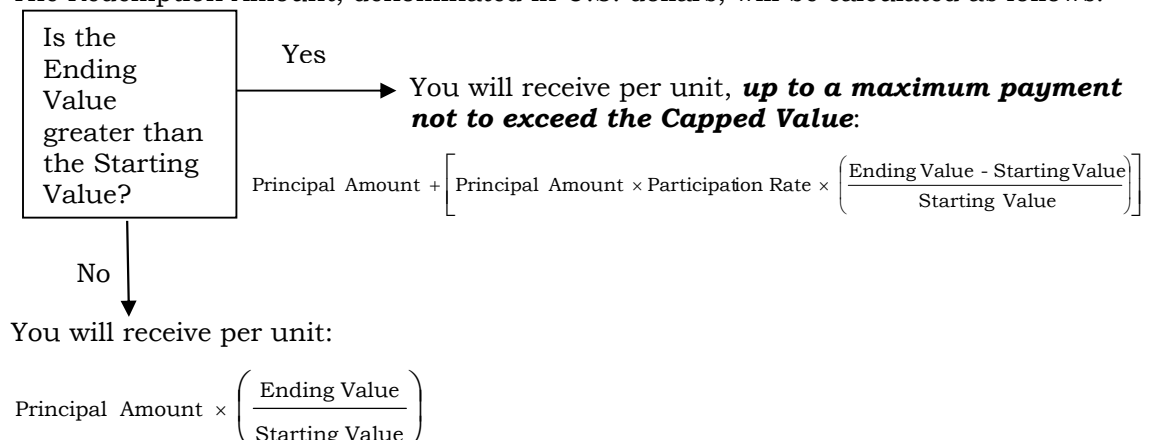 The Redemption Amount, denominated in U.S. dollars, will be calculated as follows:
Is the
Ending
Value
greater than
the Starting
Value?
Yes
You will receive per unit, up to a maximum payment
not to exceed the Capped Value:
Principal Amount + [Principal Amount × Participation Rate × (Ending Value - Starting Value
Starting Value)]
No
You will receive per unit:
Principal Amount × (Ending Value
Starting Value)